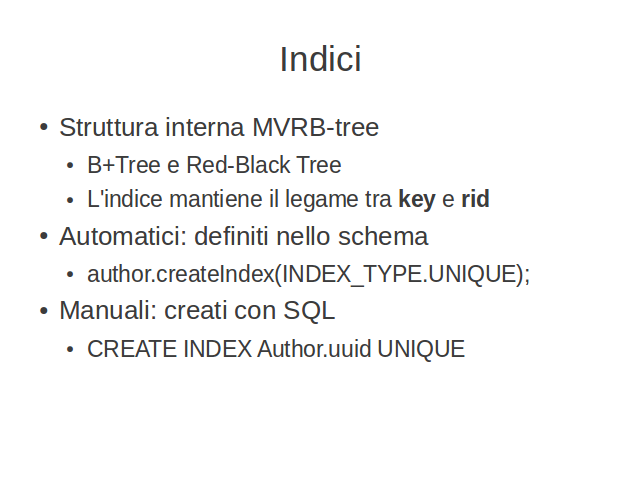 Indici
• Struttura interna MVRB-tree
• B+Tree e Red-Black Tree
• L'indice mantiene il legame tra key e rid
• Automatici: definiti nello schema
• author.createIndex(INDEX_TYPE.UNIQUE);
• Manuali: creati con SQL
• CREATE INDEX Author.uuid UNIQUE